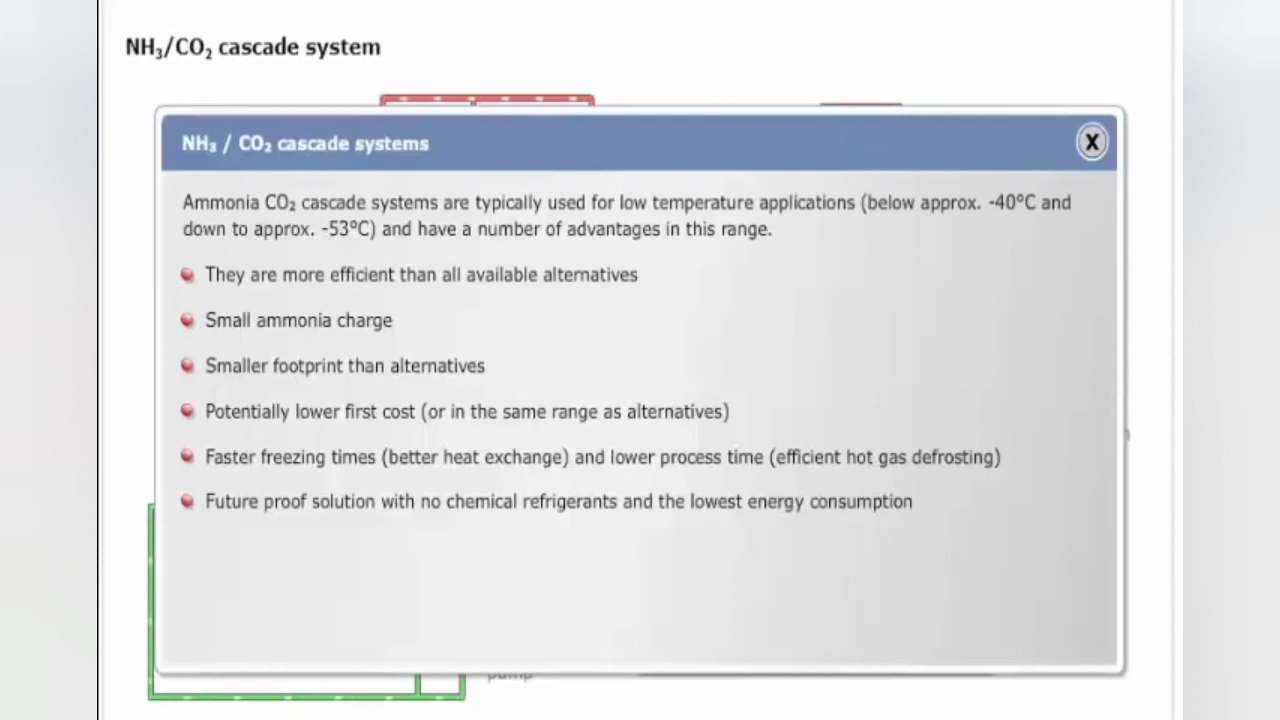 NH₃/CO₂ cascade system
NH₃ / CO₂ cascade systems
X
Ammonia CO₂ cascade systems are typically used for low temperature applications (below approx. -40°C and
down to approx. -53°C) and have a number of advantages in this range.
They are more efficient than all available alternatives
Small ammonia charge
Smaller footprint than alternatives
Potentially lower first cost (or in the same range as alternatives)
Faster freezing times (better heat exchange) and lower process time (efficient hot gas defrosting)
Future proof solution with no chemical refrigerants and the lowest energy consumption
pump